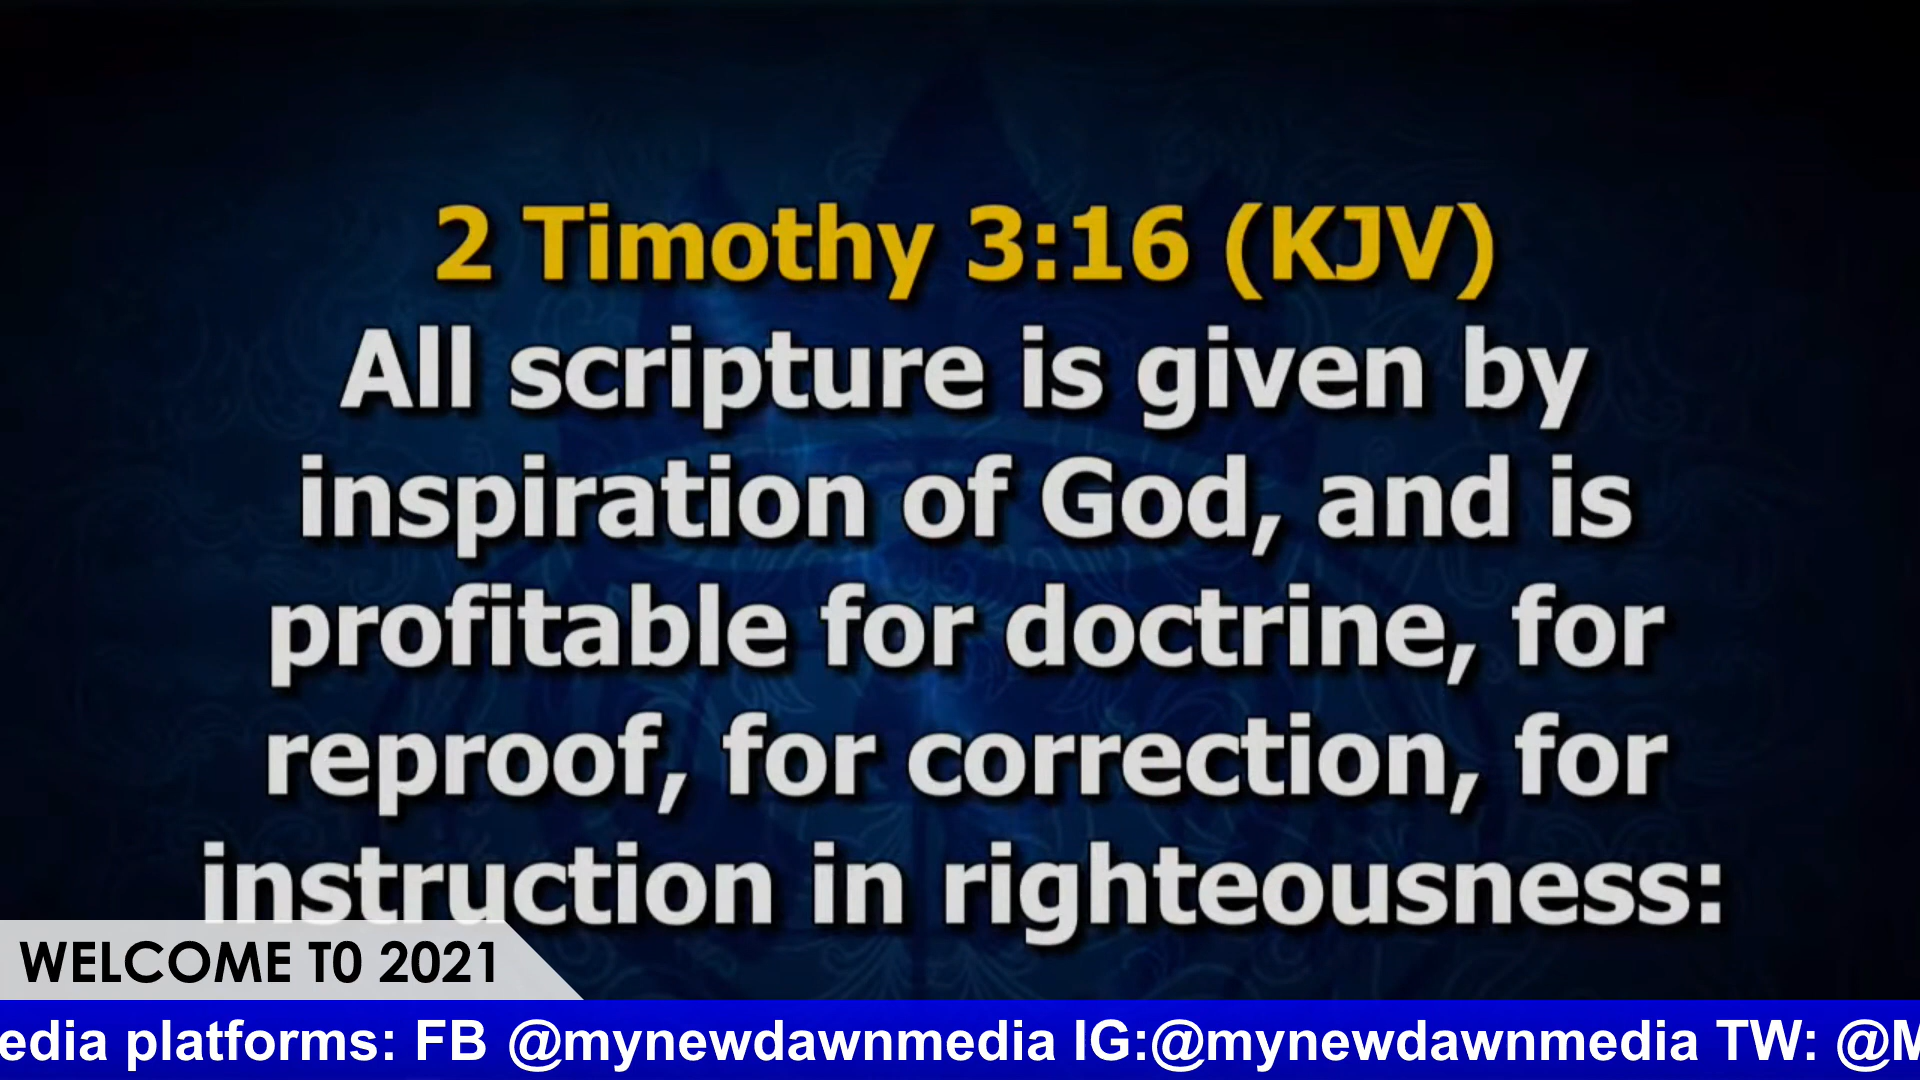 2 Timothy 3:16 (KJV)
All scripture is given by
inspiration of God, and is
profitable for doctrine, for
reproof, for correction, for
instruction in righteousness:
WELCOME T0 2021
edia platforms: FB @mynewdawnmedia IG:@mynewdawnmedia TW: @M